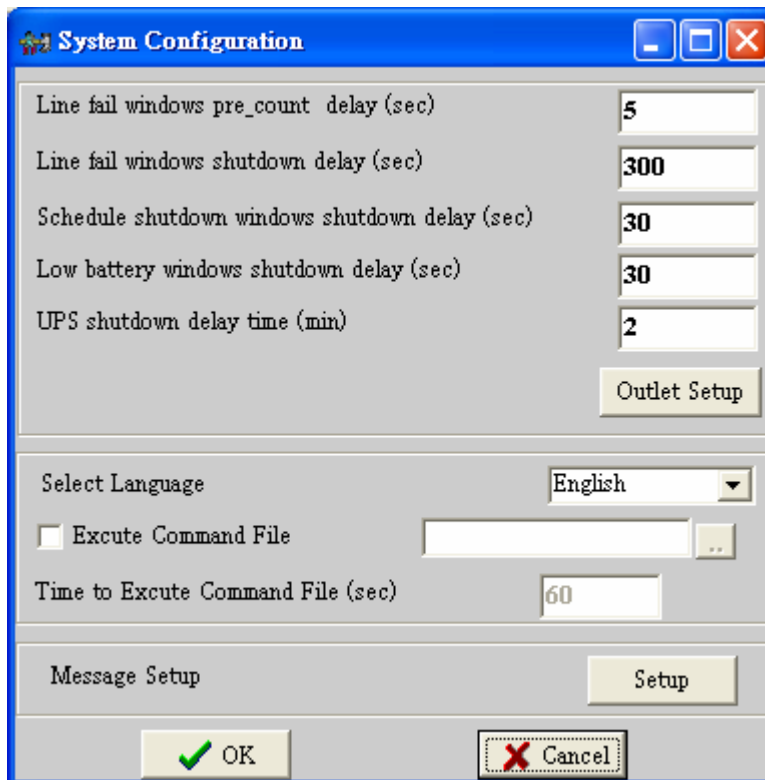 System Configuration
Line fail windows pre_count delay (sec) 5
Line fail windows shutdown delay (sec) 300
Schedule shutdown windows shutdown delay (sec) 30
Low battery windows shutdown delay (sec) 30
UPS shutdown delay time (min) 2
Outlet Setup
Select Language English
Excute Command File ..
Time to Excute Command File (sec) 60
Message Setup Setup
OK Cancel